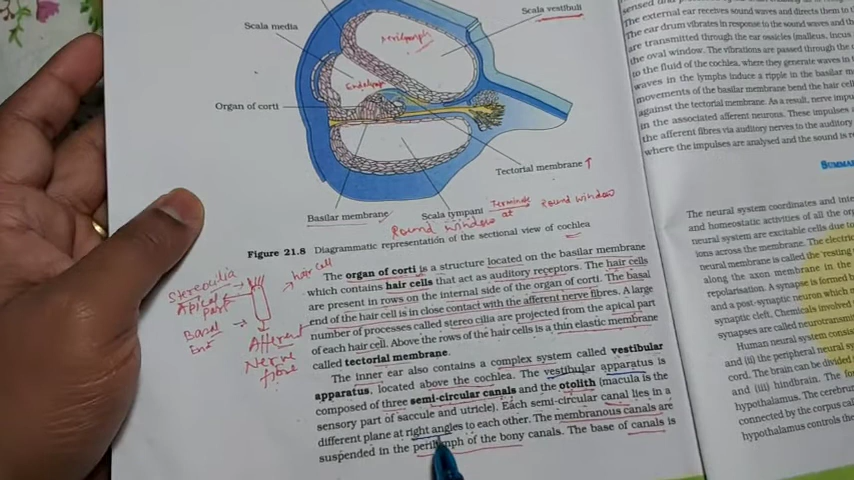 Scala vestibuli
Scala media
Perilymph
Endolymph
Organ of corti
Tectorial membrane
Basilar membrane
Scala tympani
Terminate
at
Round window
Round window
Figure 21.8 Diagrammatic representation of the sectional view of cochlea
The organ of corti is a structure located on the basilar membrane
which contains hair cells that act as auditory receptors. The hair cells
are present in rows on the internal side of the organ of corti. The basal
end of the hair cell is in close contact with the afferent nerve fibres. A large
number of processes called stereo cilia are projected from the apical part
of each hair cell. Above the rows of the hair cells is a thin elastic membrane
called tectorial membrane.
The inner ear also contains a complex system called vestibular
apparatus, located above the cochlea. The vestibular apparatus is
composed of three semi-circular canals and the otolith (macula is the
sensory part of saccule and utricle). Each semi-circular canal lies in a
different plane at right angles to each other. The membranous canals are
suspended in the perilymph of the bony canals. The base of canals is
Stereocilia
Apical
part
hair cell
Basal
End
Afferent
Nerve
fibre
The external ear receives sound waves and directs them to
The ear drum vibrates in response to the sound waves and the
are transmitted through the ear ossicles (malleus, incus
the oval window. The vibrations are passed through
to the fluid of the cochlea, where they generate waves in
waves in the lymphs induce a ripple in the basilar m
movements of the basilar membrane bend the hair cel
against the tectorial membrane. As a result, nerve impu
in the associated afferent neurons. These impulses a
the afferent fibres via auditory nerves to the auditory
where the impulses are analysed and the sound is r
SUMMA
The neural system coordinates and inte
and homeostatic activities of all the org
neural system are excitable cells due to
ions across the membrane. The electric
neural membrane is called the 'resting
along the axon membrane in the
repolarisation. A synapse is formed b
and a post-synaptic neuron which m
synaptic cleft. Chemicals involved
synapses are called neurotransm
Human neural system consists
and (ii) the peripheral neural sys
cord. The brain can be divided
and (iii) hindbrain. The f
hypothalamus. The cerebru
connected by the corpus cal
hypothalamus controls the